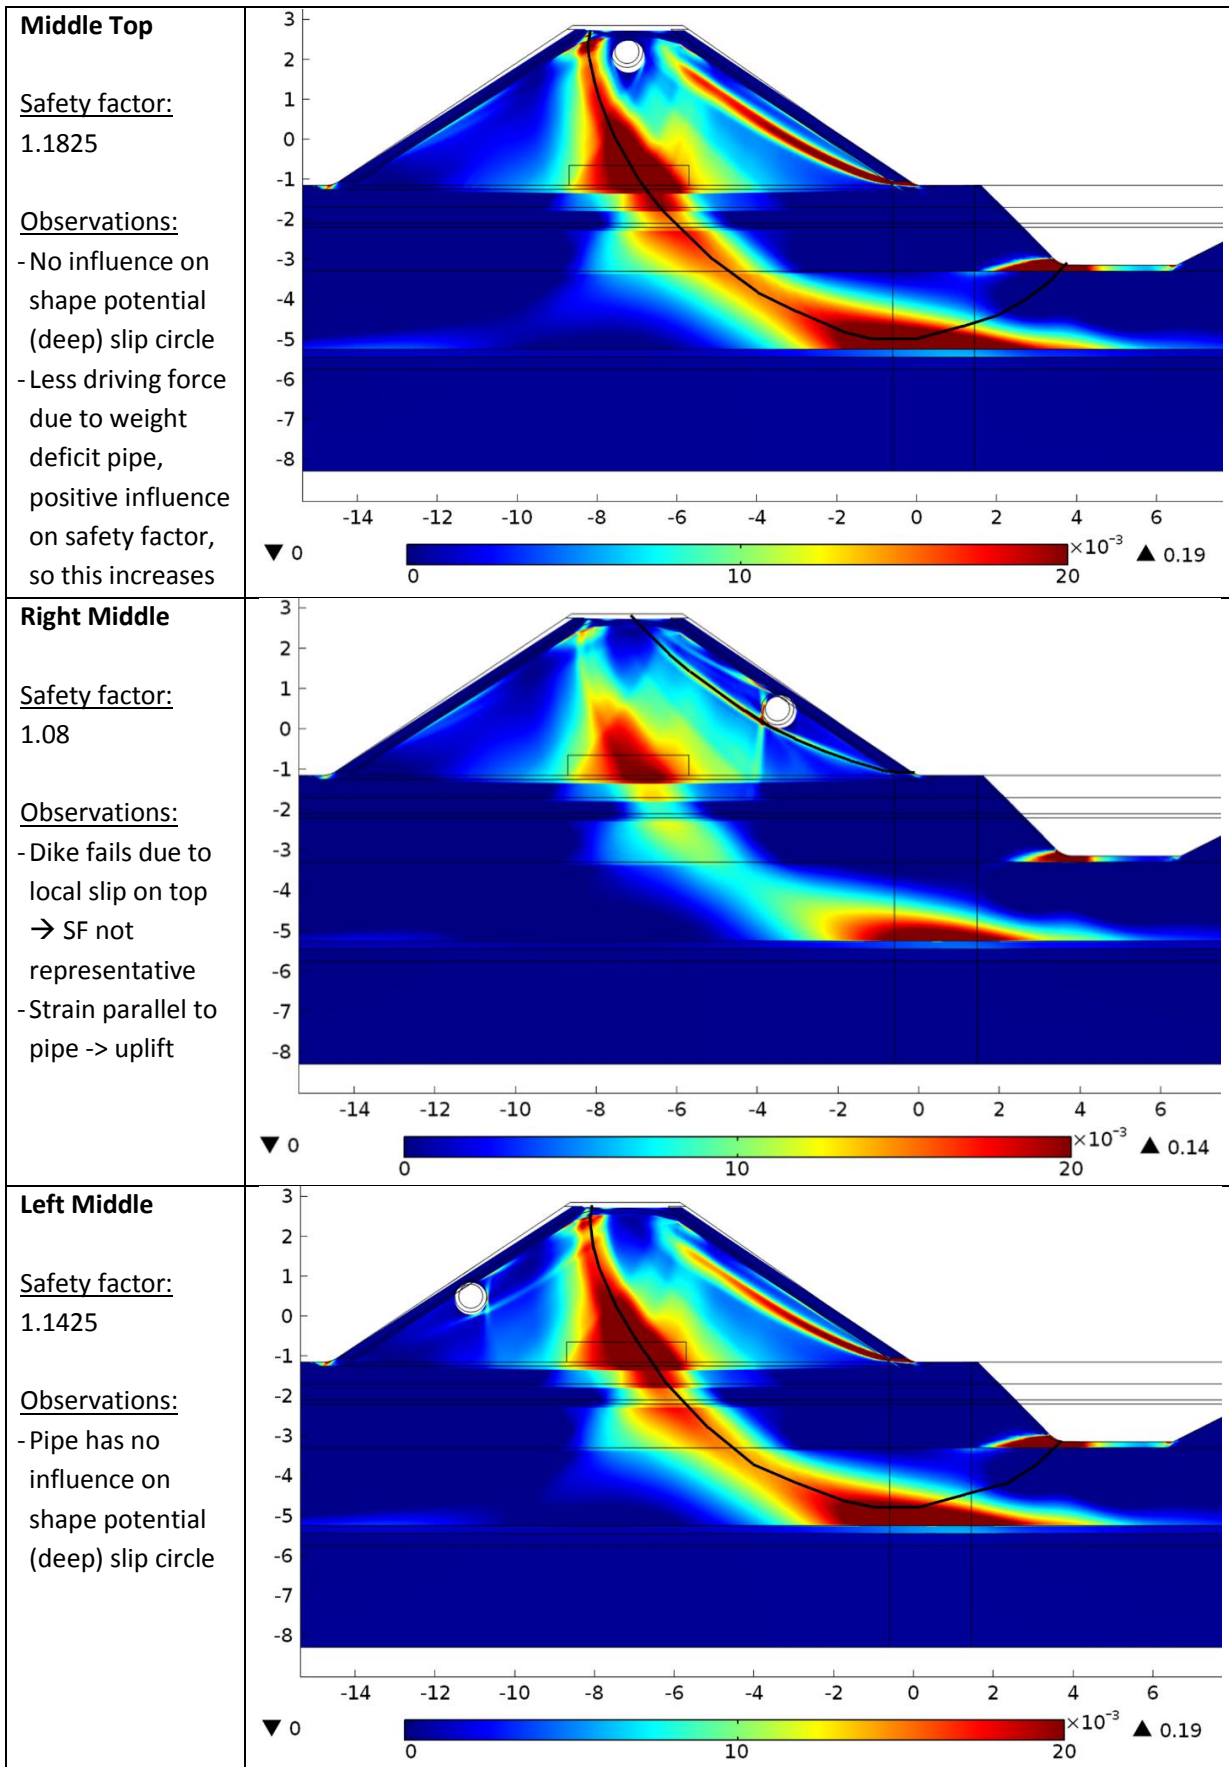 Middle Top
Safety factor:
1.1825
Observations:
- No influence on
shape potential
(deep) slip circle
- Less driving force
due to weight
deficit pipe,
positive influence
on safety factor,
so this increases
3
2
1
0
-1
-2
-3
-4
-5
-6
-7
-8
-14 -12 -10 -8 -6 -4 -2 0 2 4 6
▼ 0 ×10⁻³ ▲ 0.19
0 10 20
Right Middle
Safety factor:
1.08
Observations:
- Dike fails due to
local slip on top
→ SF not
representative
- Strain parallel to
pipe -> uplift
3
2
1
0
-1
-2
-3
-4
-5
-6
-7
-8
-14 -12 -10 -8 -6 -4 -2 0 2 4 6
▼ 0 ×10⁻³ ▲ 0.14
0 10 20
Left Middle
Safety factor:
1.1425
Observations:
- Pipe has no
influence on
shape potential
(deep) slip circle
3
2
1
0
-1
-2
-3
-4
-5
-6
-7
-8
-14 -12 -10 -8 -6 -4 -2 0 2 4 6
▼ 0 ×10⁻³ ▲ 0.19
0 10 20